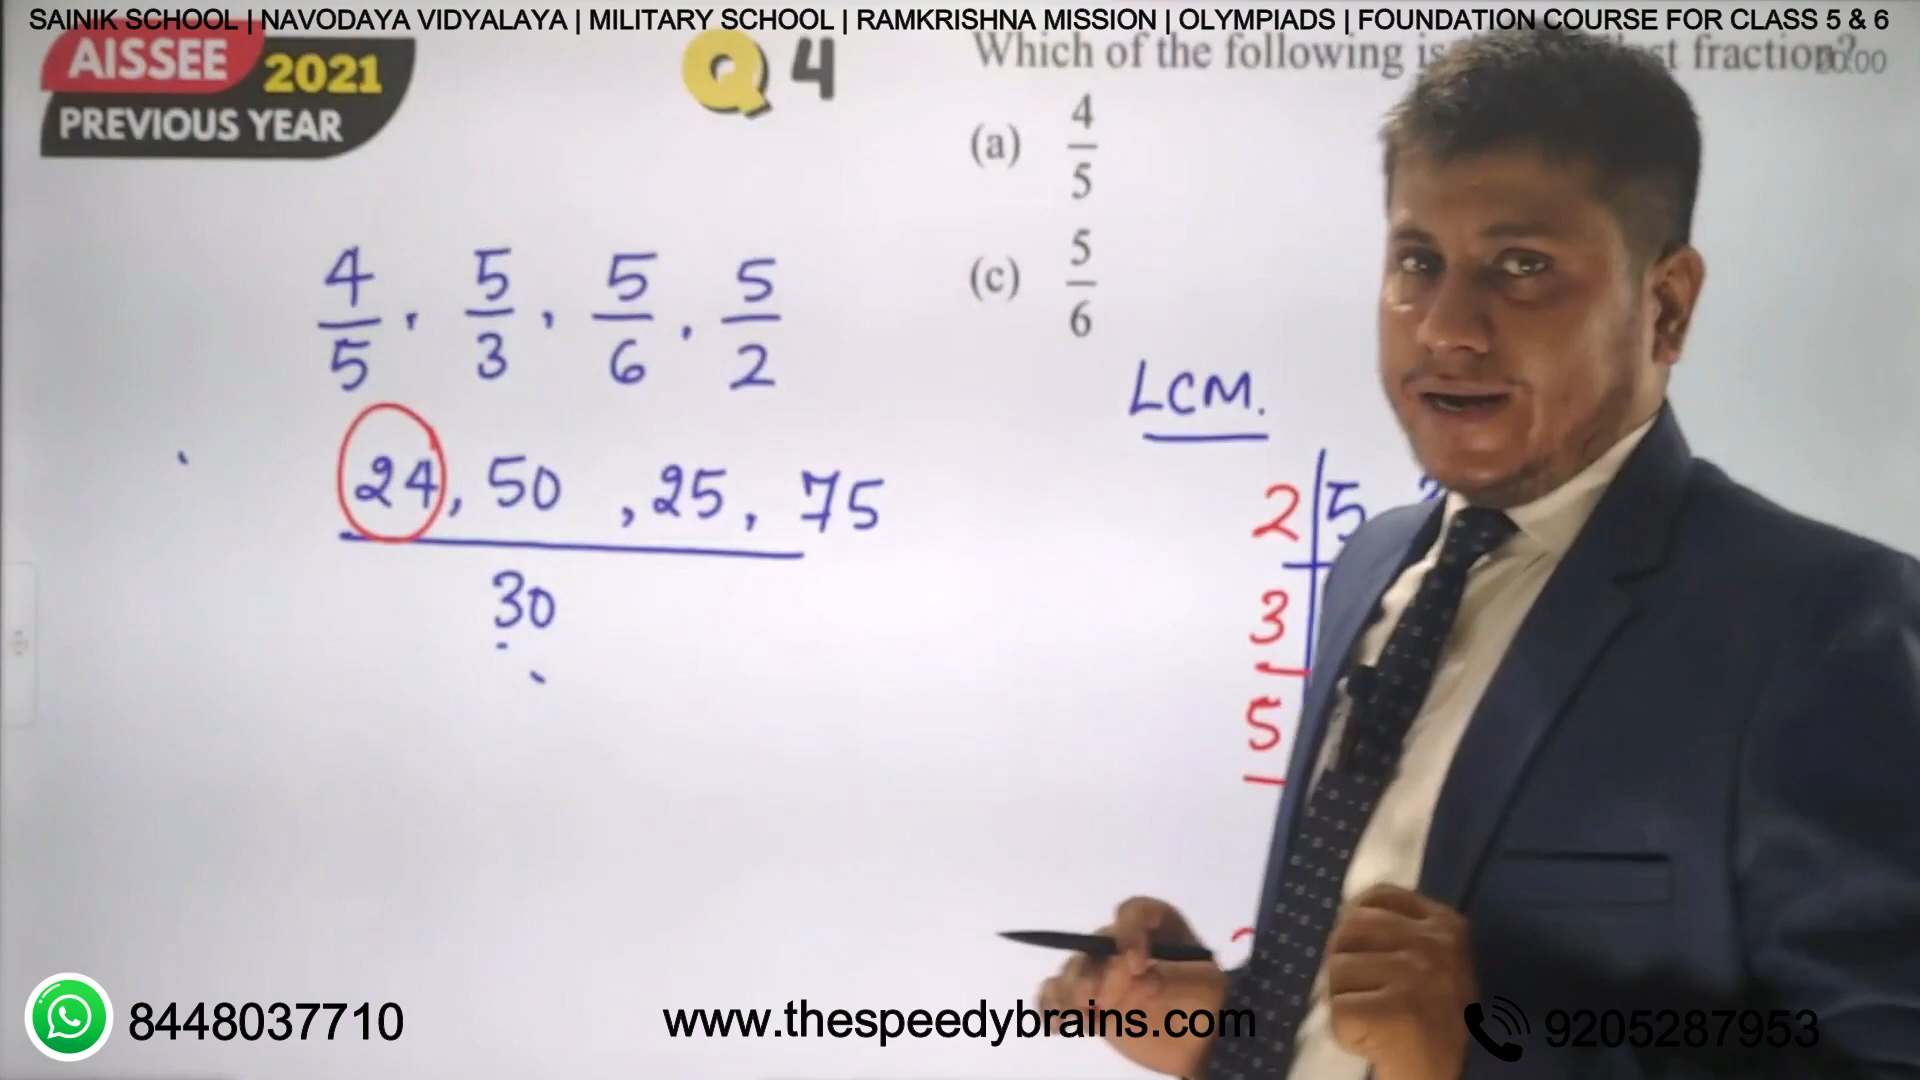 SAINIK SCHOOL | NAVODAYA VIDYALAYA | MILITARY SCHOOL | RAMKRISHNA MISSION | OLYMPIADS | FOUNDATION COURSE FOR CLASS 5 & 6
AISSEE 2021
PREVIOUS YEAR
Q 4
Which of the following is fraction?
(a) 4/5
(c) 5/6
4/5, 5/3, 5/6, 5/2
LCM.
24, 50, 25, 75
30
2 5
3
5
8448037710
www.thespeedybrains.com
9205287953